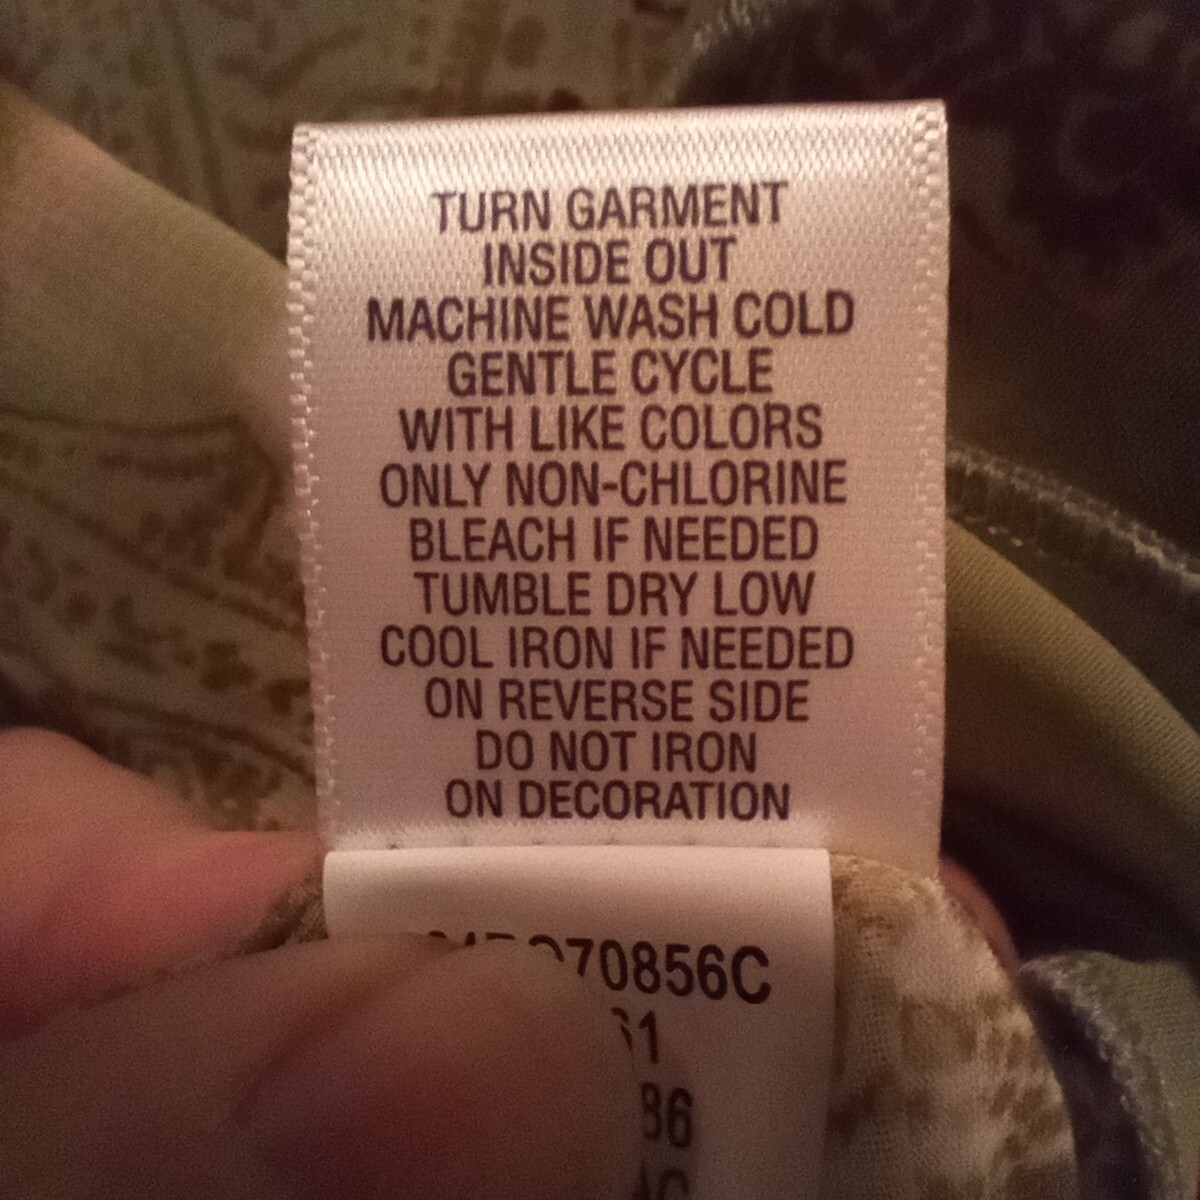 TURN GARMENT
INSIDE OUT
MACHINE WASH COLD
GENTLE CYCLE
WITH LIKE COLORS
ONLY NON-CHLORINE
BLEACH IF NEEDED
TUMBLE DRY LOW
COOL IRON IF NEEDED
ON REVERSE SIDE
DO NOT IRON
ON DECORATION